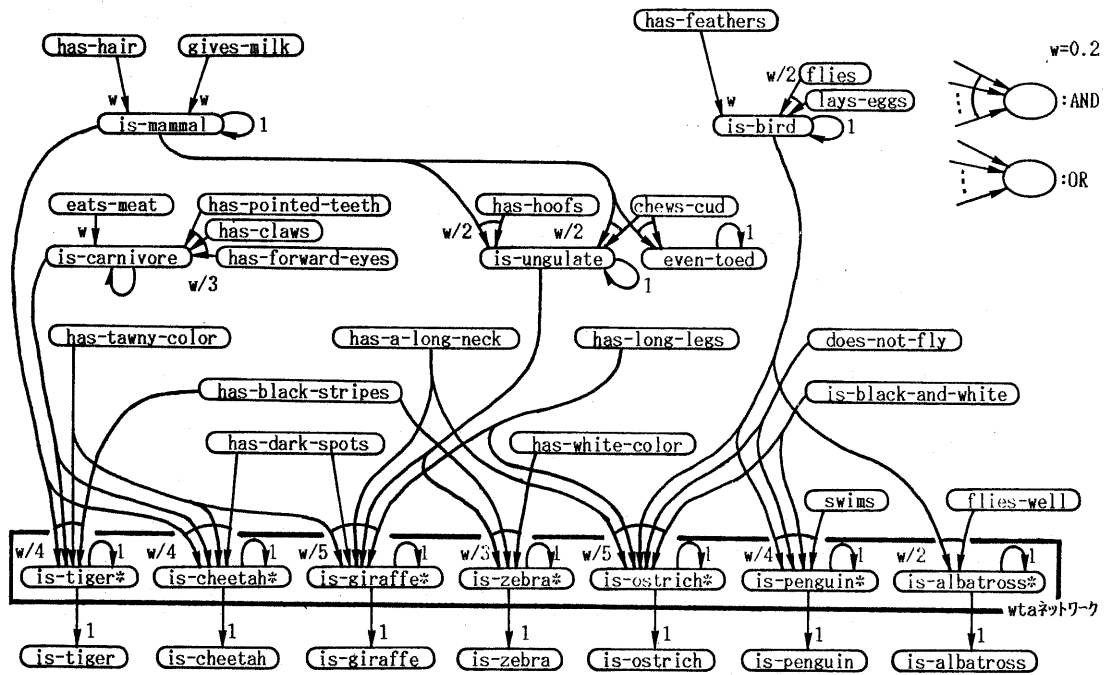 has-feathers
has-hair
gives-milk
w=0.2
w/2
flies
w
w
w
lays-eggs
:AND
is-mammal
1
is-bird
1
:OR
eats-meat
has-pointed-teeth
has-hoofs
chews-cud
w
has-claws
w/2
w/2
1
is-carnivore
has-forward-eyes
is-ungulate
even-toed
w/3
1
has-tawny-color
has-a-long-neck
has-long-legs
does-not-fly
has-black-stripes
is-black-and-white
has-dark-spots
has-white-color
swims
flies-well
w/4
1
w/4
1
w/5
1
w/3
1
w/5
1
w/4
1
w/2
1
is-tiger*
is-cheetah*
is-giraffe*
is-zebra*
is-ostrich*
is-penguin*
is-albatross*
wtaネットワーク
1
1
1
1
1
1
1
is-tiger
is-cheetah
is-giraffe
is-zebra
is-ostrich
is-penguin
is-albatross